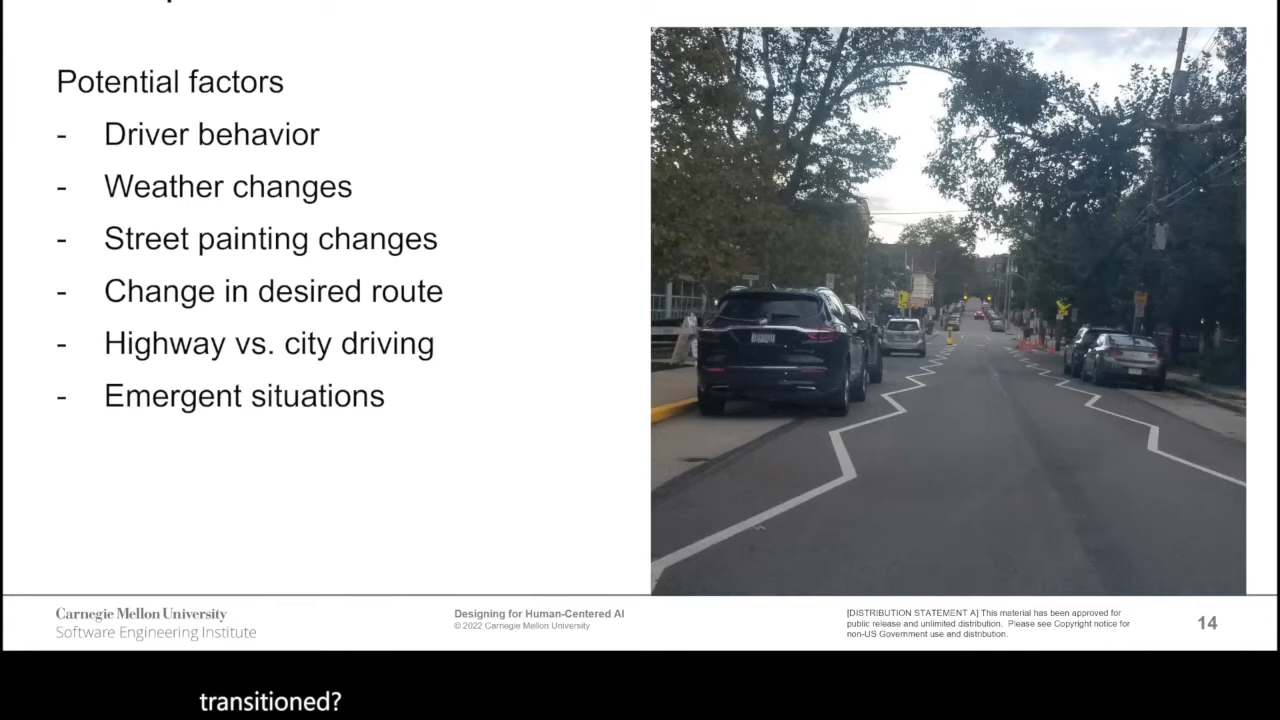 Potential factors
- Driver behavior
- Weather changes
- Street painting changes
- Change in desired route
- Highway vs. city driving
- Emergent situations
Carnegie Mellon University
Software Engineering Institute
Designing for Human-Centered AI
© 2022 Carnegie Mellon University
[DISTRIBUTION STATEMENT A] This material has been approved for
public release and unlimited distribution. Please see Copyright notice for
non-US Government use and distribution.
14
transitioned?